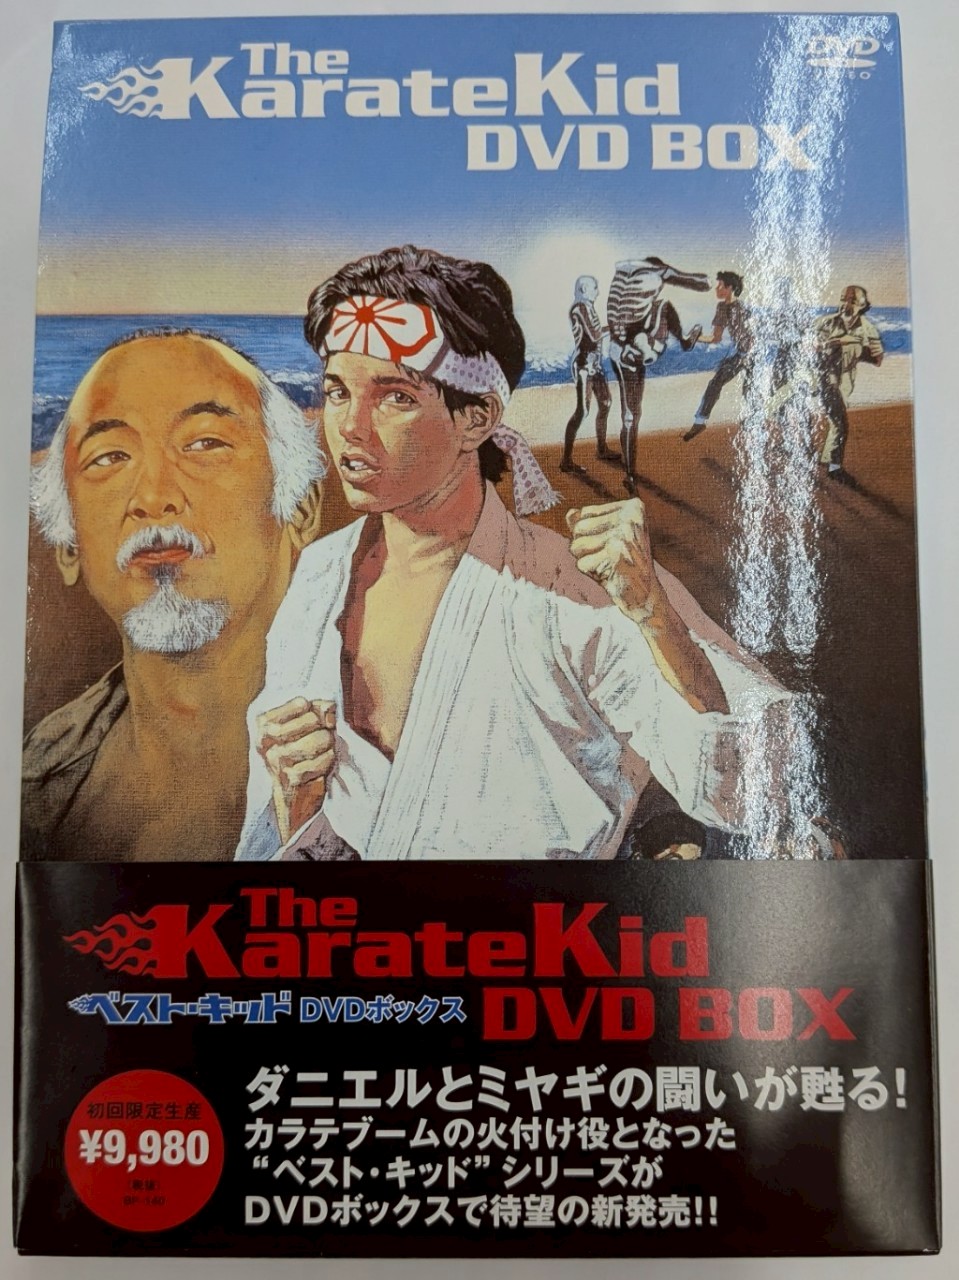 The
KarateKid
DVD BOX
DVD
VIDEO
The
KarateKid
DVD BOX
ベスト・キッド DVDボックス
ダニエルとミヤギの闘いが甦る!
カラテブームの火付け役となった
“ベスト・キッド”シリーズが
DVDボックスで待望の新発売!!
初回限定生産
¥9,980
(税抜)